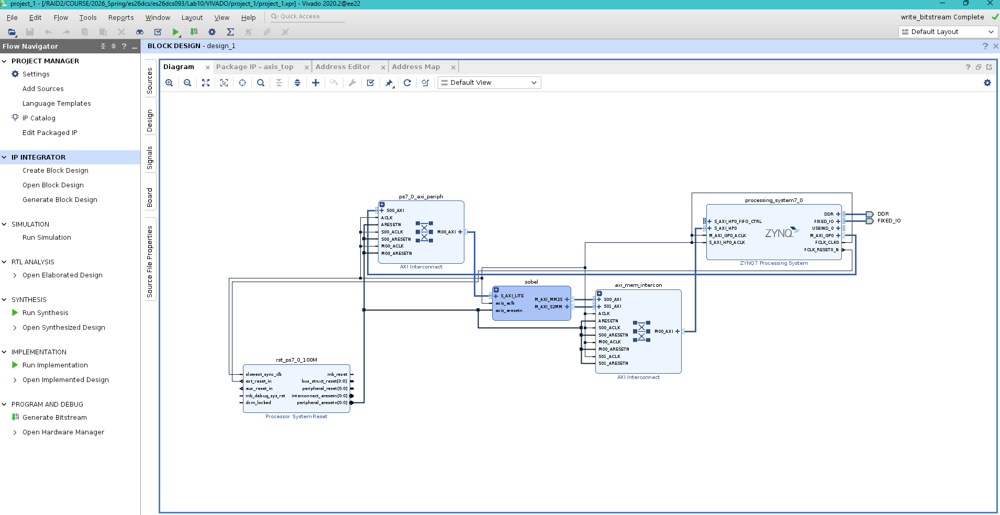 project_1 - [/RAID2/COURSE/2026_Spring/es26dcs/es26dcs093/Lab10/VIVADO/project_1/project_1.xpr] - Vivado 2020.2@ee22
File Edit Flow Tools Reports Window Layout View Help Quick Access
write_bitstream Complete
Default Layout
Flow Navigator
PROJECT MANAGER
Settings
Add Sources
Language Templates
IP Catalog
Edit Packaged IP
IP INTEGRATOR
Create Block Design
Open Block Design
Generate Block Design
SIMULATION
Run Simulation
RTL ANALYSIS
Open Elaborated Design
SYNTHESIS
Run Synthesis
Open Synthesized Design
IMPLEMENTATION
Run Implementation
Open Implemented Design
PROGRAM AND DEBUG
Generate Bitstream
Open Hardware Manager
BLOCK DESIGN - design_1
Sources
Design
Signals
Board
Source File Properties
Diagram
Package IP - axis_top
Address Editor
Address Map
Default View
ps7_0_axi_periph
S00_AXI
ACLK
ARESETN
S00_ACLK
S00_ARESETN
M00_ACLK
M00_ARESETN
M00_AXI
AXI Interconnect
processing_system7_0
S_AXI_HP0_FIFO_CTRL
S_AXI_HP0
M_AXI_GP0_ACLK
S_AXI_HP0_ACLK
ZYNQ
DDR
FIXED_IO
USBIND_0
M_AXI_GP0
FCLK_CLK0
FCLK_RESET0_N
ZYNQ7 Processing System
DDR
FIXED_IO
sobel
S_AXI_LITE
axis_aclk
axis_aresetn
M_AXI_MM2S
M_AXI_S2MM
axi_mem_intercon
S00_AXI
S01_AXI
ACLK
ARESETN
S00_ACLK
S00_ARESETN
M00_ACLK
M00_ARESETN
S01_ACLK
S01_ARESETN
M00_AXI
AXI Interconnect
rst_ps7_0_100M
slowest_sync_clk
ext_reset_in
aux_reset_in
mb_debug_sys_rst
dcm_locked
mb_reset
bus_struct_reset[0:0]
peripheral_reset[0:0]
interconnect_aresetn[0:0]
peripheral_aresetn[0:0]
Processor System Reset